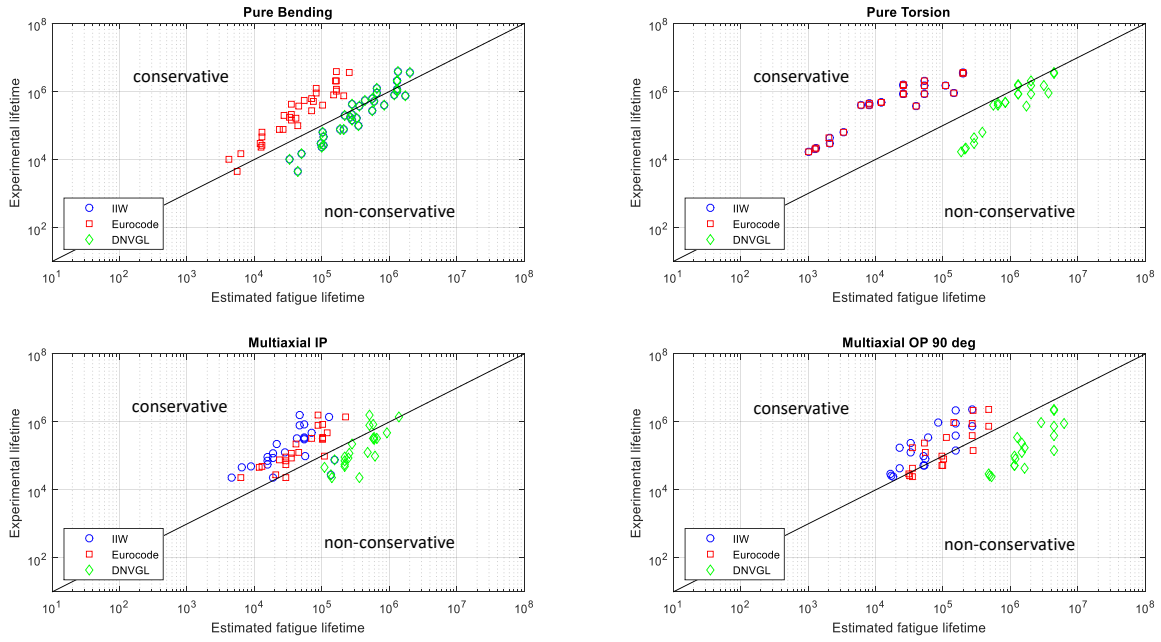 Pure Bending
10^8
10^6
10^4
10^2
Experimental lifetime
conservative
non-conservative
IIW
Eurocode
DNVGL
10^1 10^2 10^3 10^4 10^5 10^6 10^7 10^8
Estimated fatigue lifetime
Pure Torsion
10^8
10^6
10^4
10^2
Experimental lifetime
conservative
non-conservative
IIW
Eurocode
DNVGL
10^1 10^2 10^3 10^4 10^5 10^6 10^7 10^8
Estimated fatigue lifetime
Multiaxial IP
10^8
10^6
10^4
10^2
Experimental lifetime
conservative
non-conservative
IIW
Eurocode
DNVGL
10^1 10^2 10^3 10^4 10^5 10^6 10^7 10^8
Estimated fatigue lifetime
Multiaxial OP 90 deg
10^8
10^6
10^4
10^2
Experimental lifetime
conservative
non-conservative
IIW
Eurocode
DNVGL
10^1 10^2 10^3 10^4 10^5 10^6 10^7 10^8
Estimated fatigue lifetime